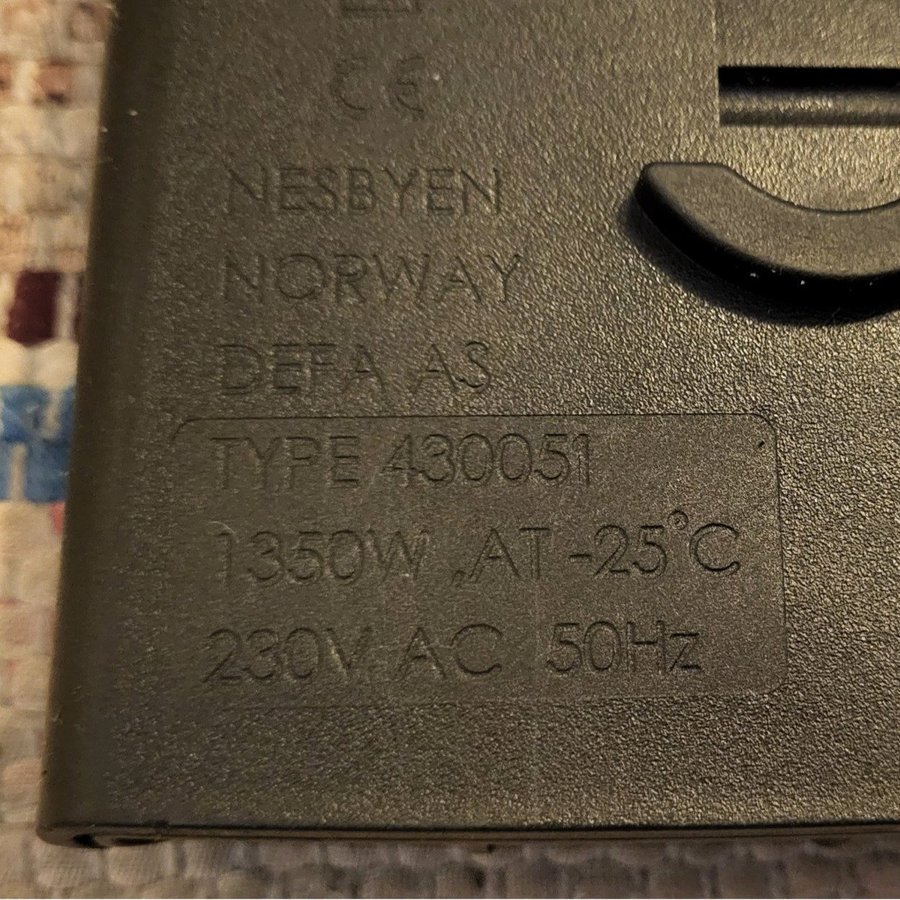 CE
NESBYEN
NORWAY
DEFA AS
TYPE 430051
1350W, AT -25°C
230V AC 50Hz